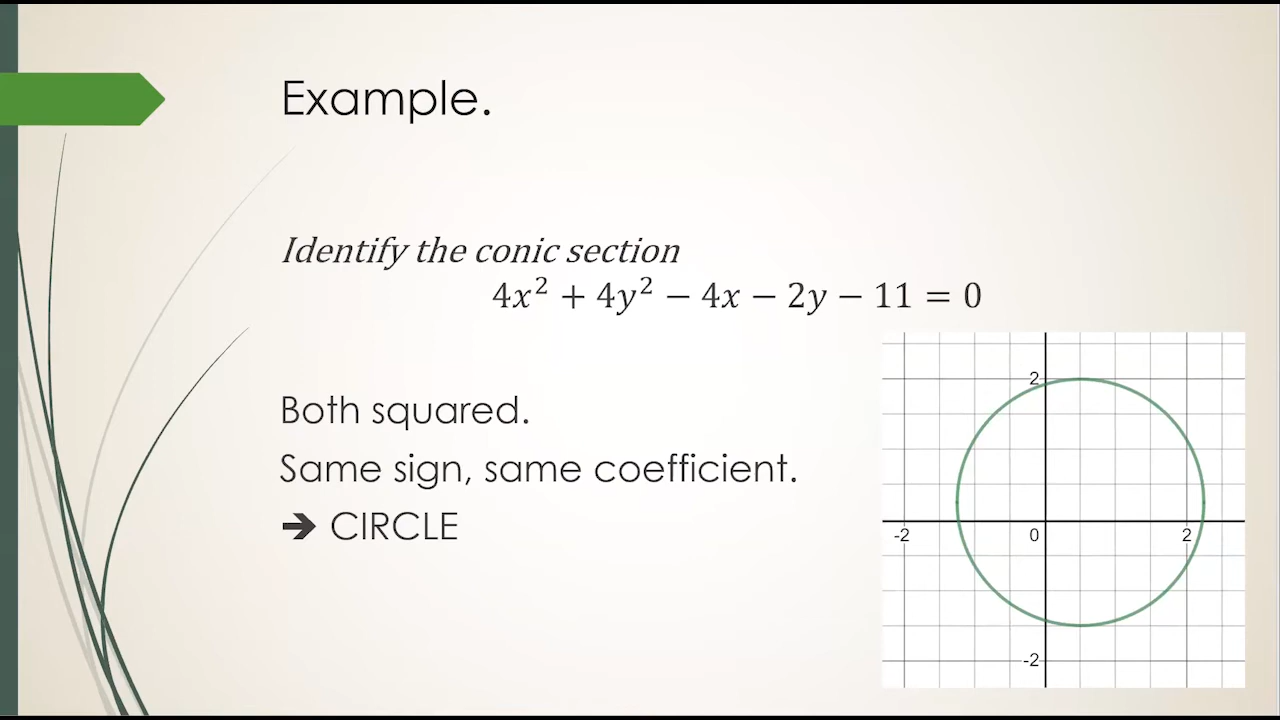 Example.
Identify the conic section
4x² + 4y² − 4x − 2y − 11 = 0
Both squared.
Same sign, same coefficient.
➔ CIRCLE
2
-2
0
2
-2